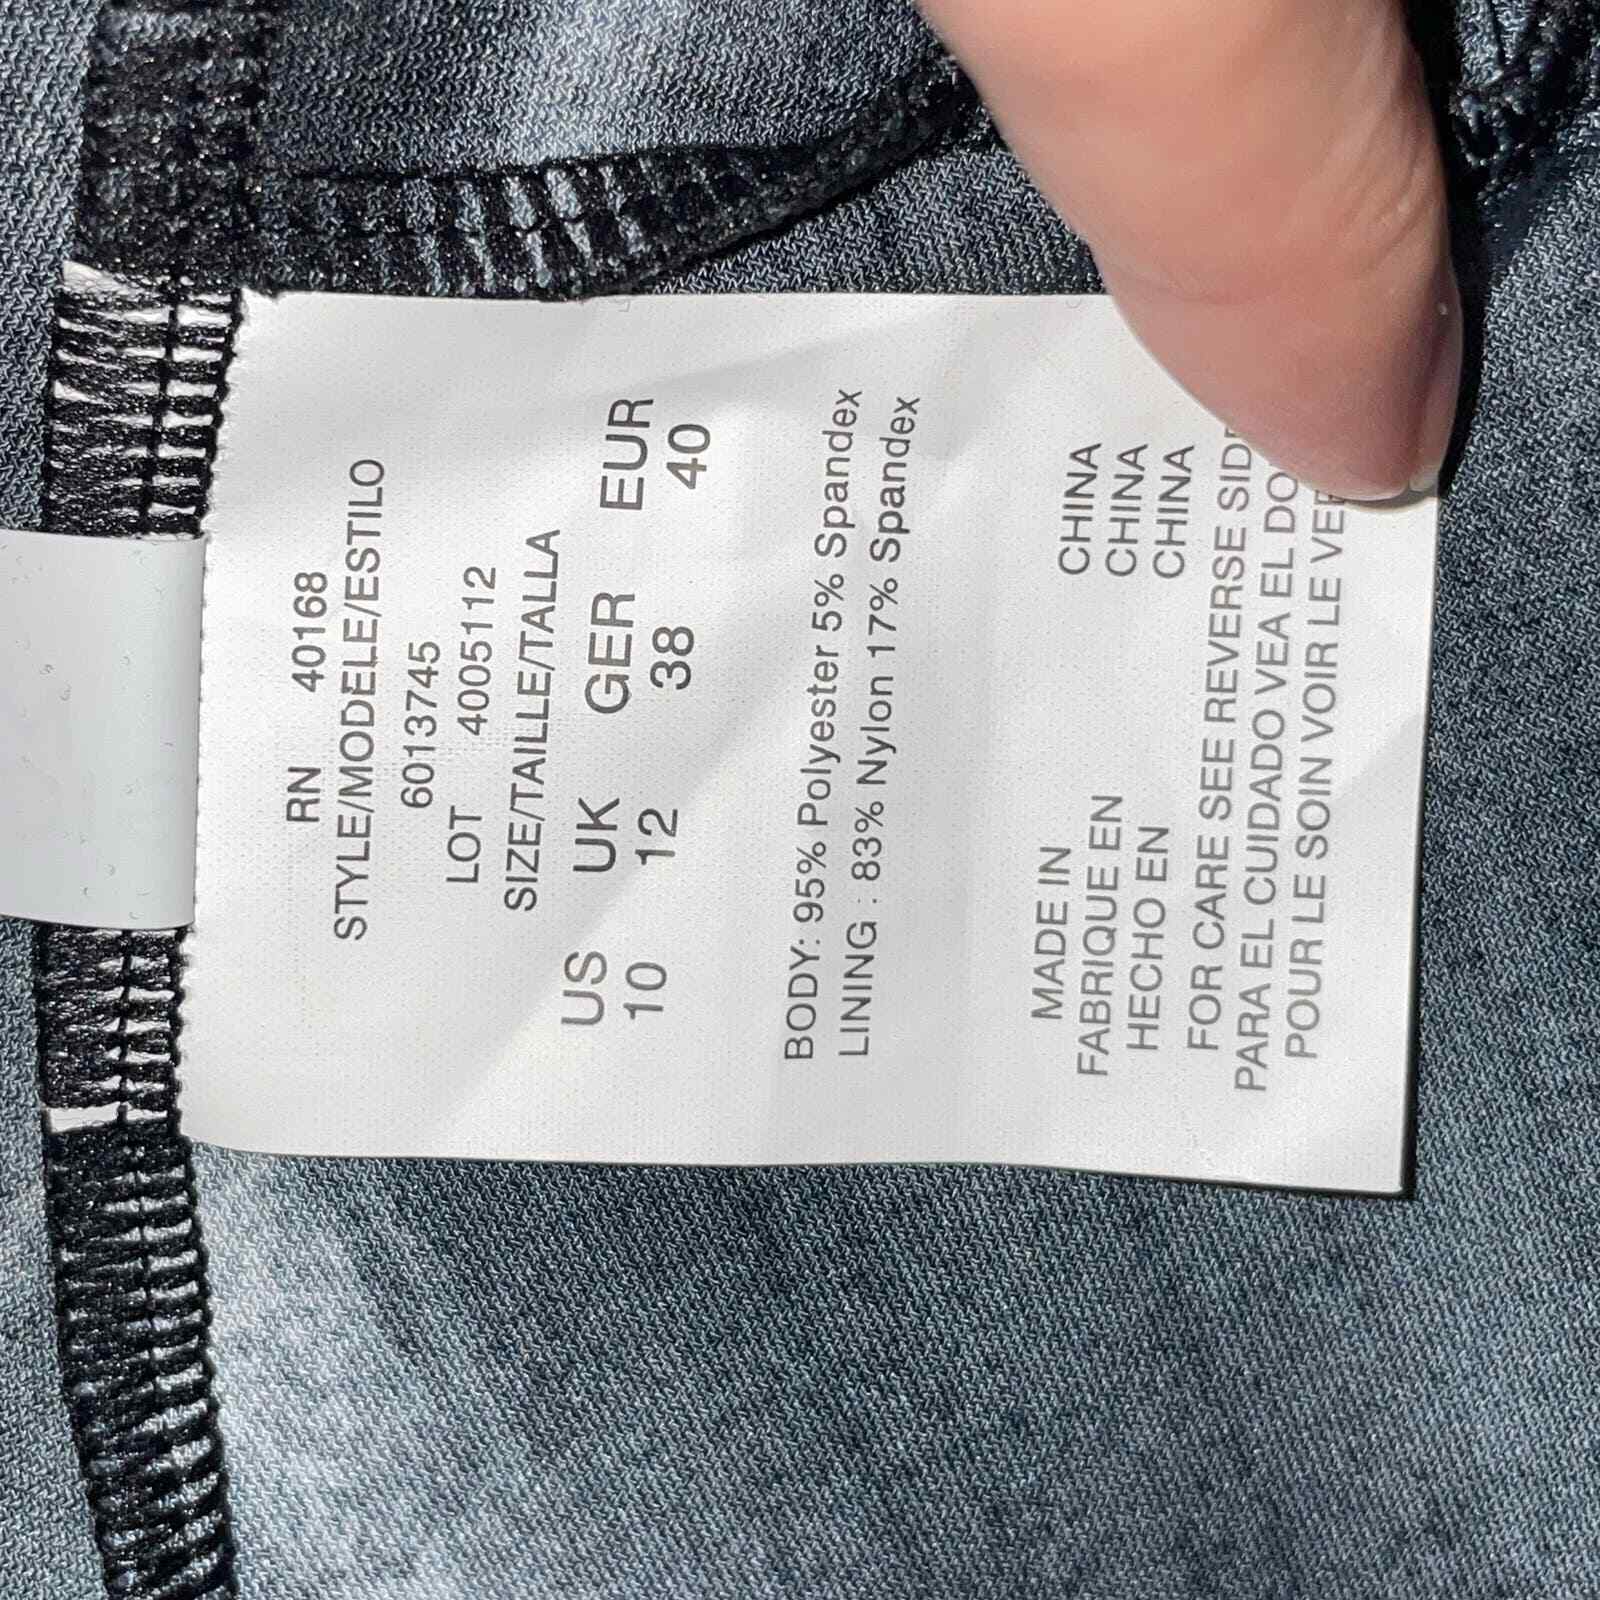 RN 40168
STYLE/MODÈLE/ESTILO
6013745
LOT 4005112
SIZE/TAILLE/TALLA
US UK GER EUR
10 12 38 40
BODY: 95% Polyester 5% Spandex
LINING : 83% Nylon 17% Spandex
MADE IN CHINA
FABRIQUE EN CHINA
HECHO EN CHINA
FOR CARE SEE REVERSE
PARA EL CUIDADO VEA EL
POUR LE SOIN VOIR LE